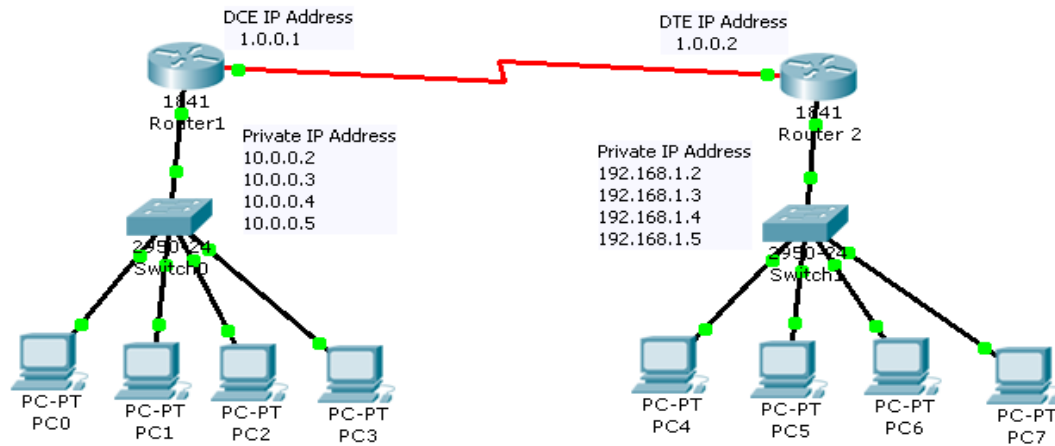 DCE IP Address
1.0.0.1
DTE IP Address
1.0.0.2
1841
Router1
1841
Router 2
Private IP Address
10.0.0.2
10.0.0.3
10.0.0.4
10.0.0.5
Private IP Address
192.168.1.2
192.168.1.3
192.168.1.4
192.168.1.5
2950-24
Switch0
2950-24
Switch1
PC-PT
PC0
PC-PT
PC1
PC-PT
PC2
PC-PT
PC3
PC-PT
PC4
PC-PT
PC5
PC-PT
PC6
PC-PT
PC7